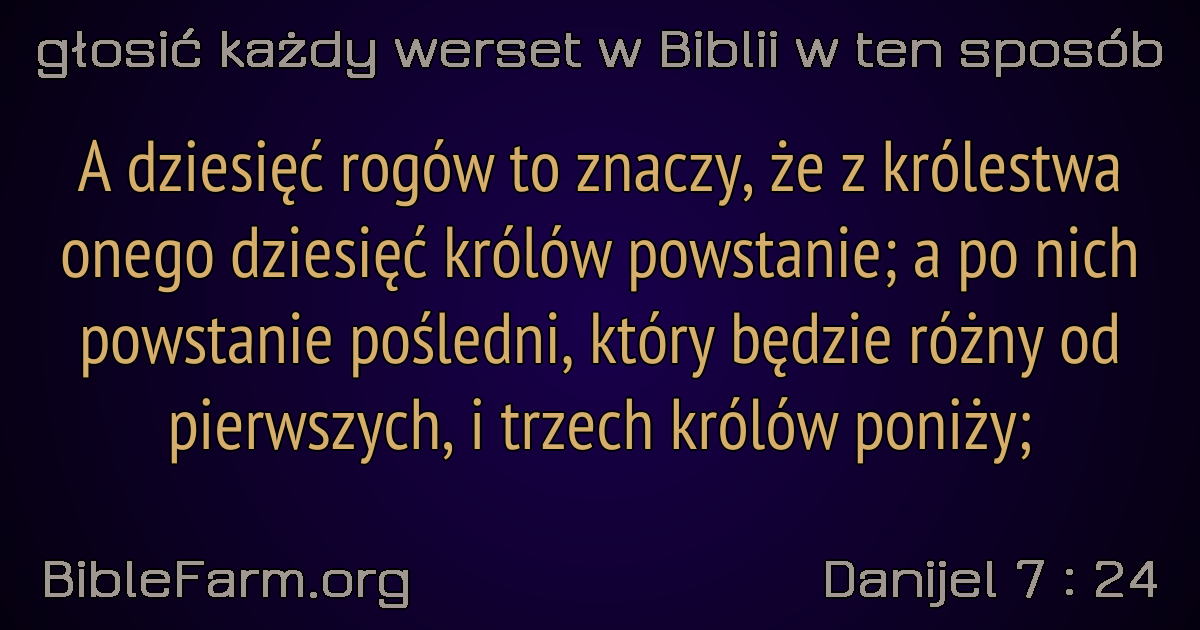 głosić każdy werset w Biblii w ten sposób
A dziesięć rogów to znaczy, że z królestwa
onego dziesięć królów powstanie; a po nich
powstanie pośledni, który będzie różny od
pierwszych, i trzech królów poniży;
BibleFarm.org
Danijel 7 : 24